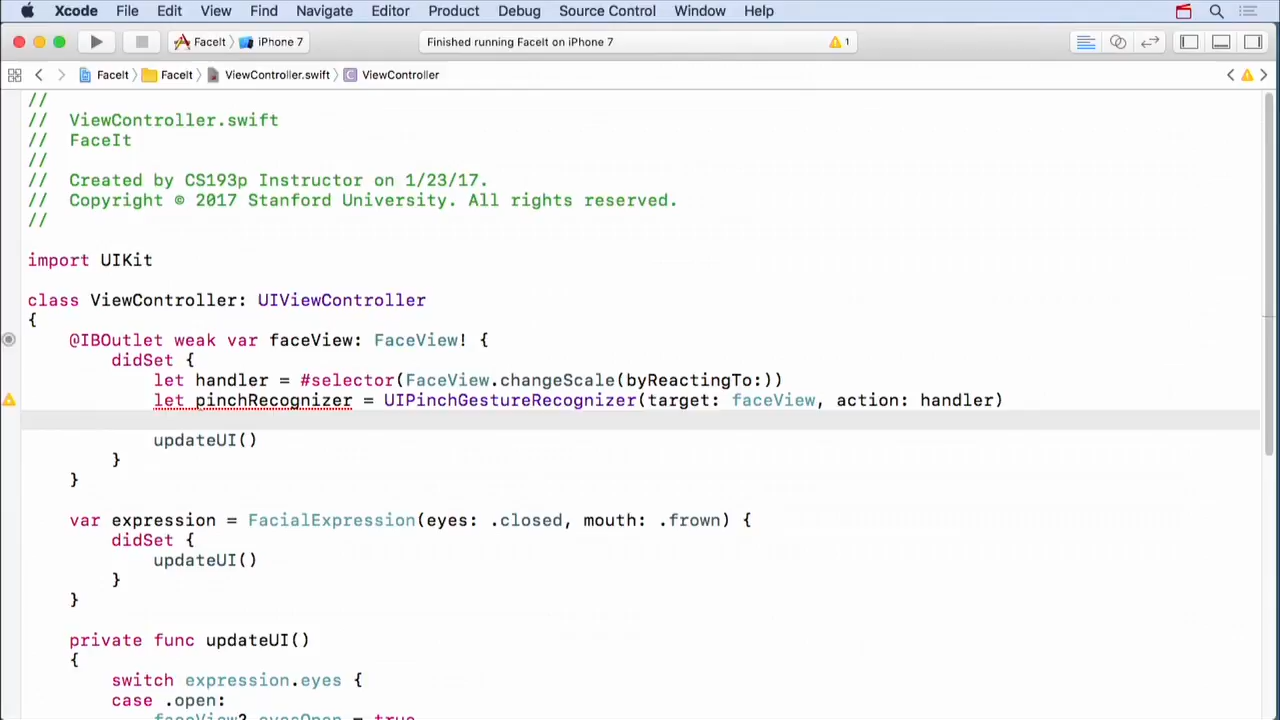 Xcode File Edit View Find Navigate Editor Product Debug Source Control Window Help
FaceIt iPhone 7 Finished running FaceIt on iPhone 7 1
FaceIt FaceIt ViewController.swift C ViewController
//
// ViewController.swift
// FaceIt
//
// Created by CS193p Instructor on 1/23/17.
// Copyright © 2017 Stanford University. All rights reserved.
//
import UIKit
class ViewController: UIViewController
{
@IBOutlet weak var faceView: FaceView! {
didSet {
let handler = #selector(FaceView.changeScale(byReactingTo:))
let pinchRecognizer = UIPinchGestureRecognizer(target: faceView, action: handler)
updateUI()
}
}
var expression = FacialExpression(eyes: .closed, mouth: .frown) {
didSet {
updateUI()
}
}
private func updateUI()
{
switch expression.eyes {
case .open:
faceView?.eyesOpen = true